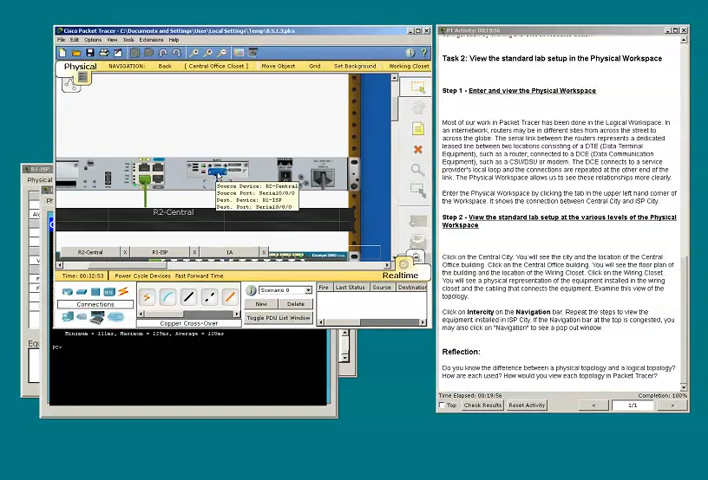 Cisco Packet Tracer - C:\Documents and Settings\User\Local Settings\Temp\0.5.1.3.pka
File Edit Options View Tools Extensions Help
Physical NAVIGATION: Back [ Central Office Closet ] Move Object Grid Set Background Working Closet
Source Device: R2-Central
Source Port: Serial0/0/0
Dest. Device: R1-ISP
Dest. Port: Serial0/0/0
R2-Central
R2-Central X R1-ISP X 1A X
Time: 00:32:53 Power Cycle Devices Fast Forward Time Realtime
Connections
Copper Cross-Over
Scenario 0
New Delete
Toggle PDU List Window
Fire Last Status Source Destination
R1-ISP
Physical
Minimum = 111ms, Maximum = 125ms, Average = 120ms
PC>
PT Activity: 00:19:56
Task 2: View the standard lab setup in the Physical Workspace
Step 1 - Enter and view the Physical Workspace
Most of our work in Packet Tracer has been done in the Logical Workspace. In
an internetwork, routers may be in different sites from across the street to
across the globe. The serial link between the routers represents a dedicated
leased line between two locations consisting of a DTE (Data Terminal
Equipment), such as a router, connected to a DCE (Data Communication
Equipment), such as a CSU/DSU or modem. The DCE connects to a service
provider's local loop and the connections are repeated at the other end of the
link. The Physical Workspace allows us to see these relationships more clearly.
Enter the Physical Workspace by clicking the tab in the upper left hand corner of
the Workspace. It shows the connection between Central City and ISP City.
Step 2 - View the standard lab setup at the various levels of the Physical
Workspace
Click on the Central City. You will see the city and the location of the Central
Office building. Click on the Central Office building. You will see the floor plan of
the building and the location of the Wiring Closet. Click on the Wiring Closet.
You will see a physical representation of the equipment installed in the wiring
closet and the cabling that connects the equipment. Examine this view of the
topology.
Click on Intercity on the Navigation bar. Repeat the steps to view the
equipment installed in ISP City. If the Navigation bar at the top is congested, you
may also click on "Navigation" to see a pop out window.
Reflection:
Do you know the difference between a physical topology and a logical topology?
How are each used? How would you view each topology in Packet Tracer?
Time Elapsed: 00:19:56 Completion: 100%
Top Check Results Reset Activity < 1/1 >